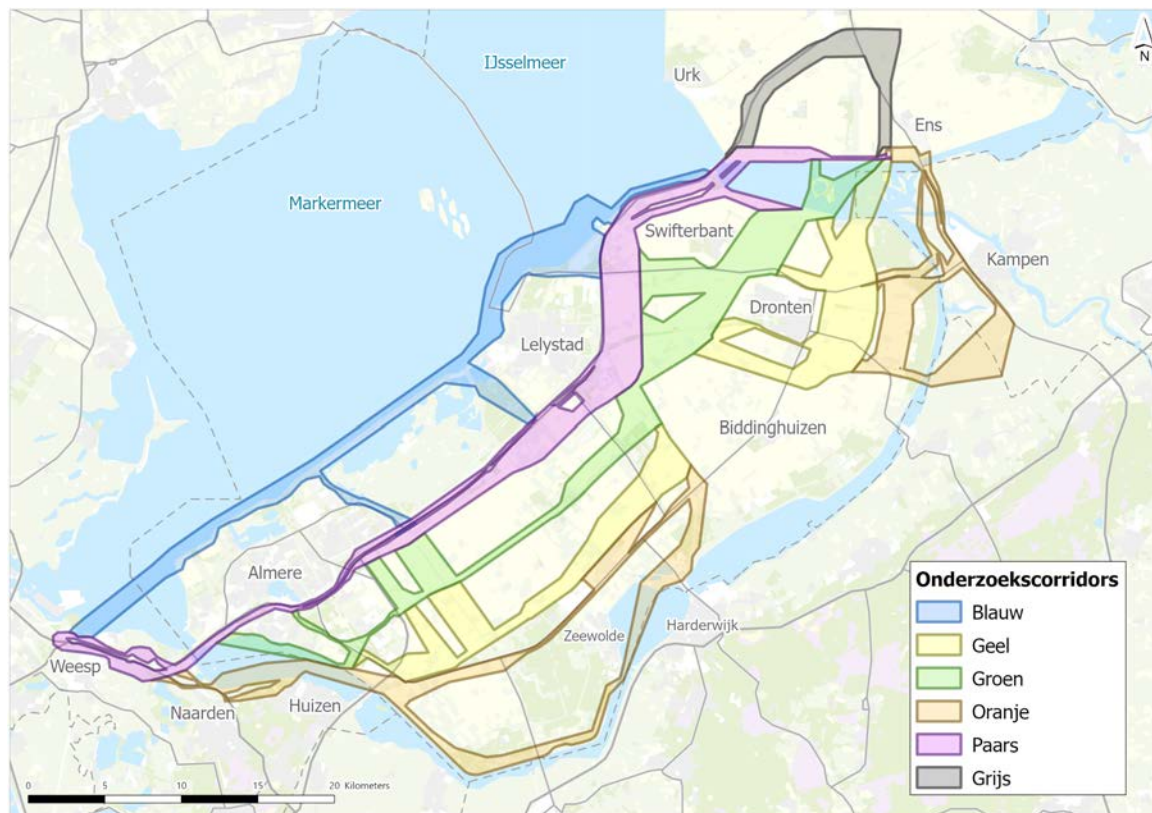 IJsselmeer
Urk
N
Ens
Markermeer
Swifterbant
Kampen
Dronten
Lelystad
Biddinghuizen
Almere
Zeewolde
Harderwijk
Weesp
Naarden
Huizen
Onderzoekscorridors
Blauw
Geel
Groen
Oranje
Paars
Grijs
0 5 10 15 20 Kilometers